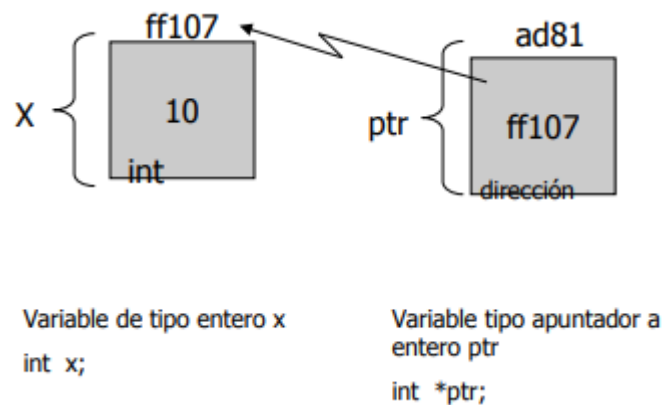 ff107
X
10
int
ad81
ptr
ff107
dirección
Variable de tipo entero x
int x;
Variable tipo apuntador a
entero ptr
int *ptr;